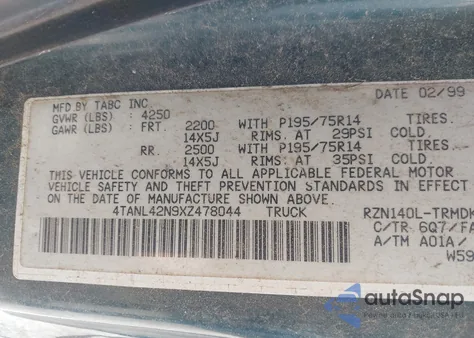 DATE 02/99
MFD BY TABC INC
GVWR (LBS) : 4250
GAWR (LBS) : FRT. 2200 WITH P195/75R14 TIRES.
14X5J RIMS AT 29PSI COLD.
RR. 2500 WITH P195/75R14 TIRES.
14X5J RIMS AT 35PSI COLD.
THIS VEHICLE CONFORMS TO ALL APPLICABLE FEDERAL MOTOR
VEHICLE SAFETY AND THEFT PREVENTION STANDARDS IN EFFECT
ON THE DATE OF MANUFACTURE SHOWN ABOVE.
4TANL42N9XZ478044 TRUCK RZN140L-TRMDK
C/TR 6Q7/FA
A/TM A01A
W59
autoSnap